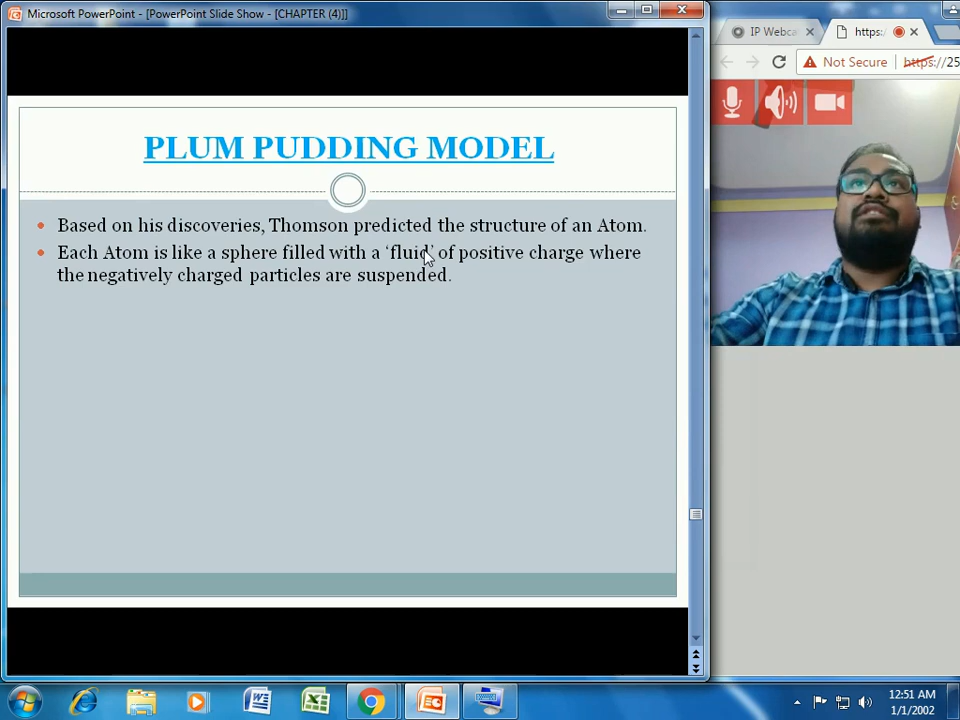 Microsoft PowerPoint - [PowerPoint Slide Show - [CHAPTER (4)]]
IP Webca
https:/
Not Secure
https://25
PLUM PUDDING MODEL
Based on his discoveries, Thomson predicted the structure of an Atom.
Each Atom is like a sphere filled with a ‘fluid’ of positive charge where
the negatively charged particles are suspended.
12:51 AM
1/1/2002